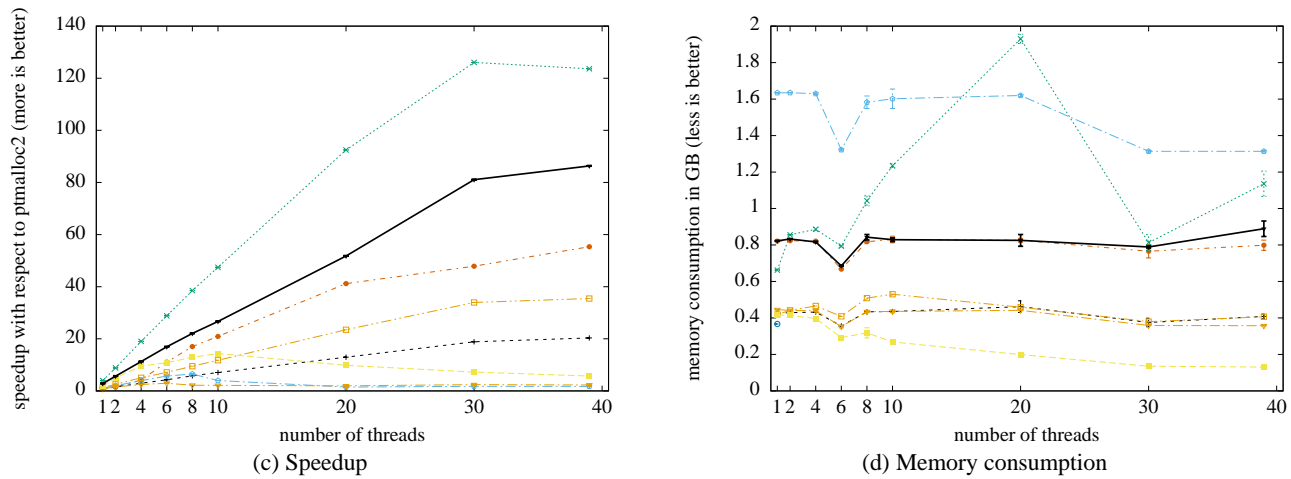 speedup with respect to ptmalloc2 (more is better)
140
120
100
80
60
40
20
0
1 2 4 6 8 10 20 30 40
number of threads
(c) Speedup
memory consumption in GB (less is better)
2
1.8
1.6
1.4
1.2
1
0.8
0.6
0.4
0.2
0
1 2 4 6 8 10 20 30 40
number of threads
(d) Memory consumption